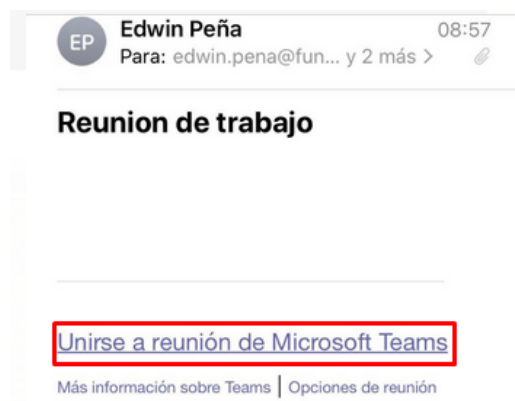 EP
Edwin Peña 08:57
Para: edwin.pena@fun... y 2 más >
Reunion de trabajo
Unirse a reunión de Microsoft Teams
Más información sobre Teams | Opciones de reunión